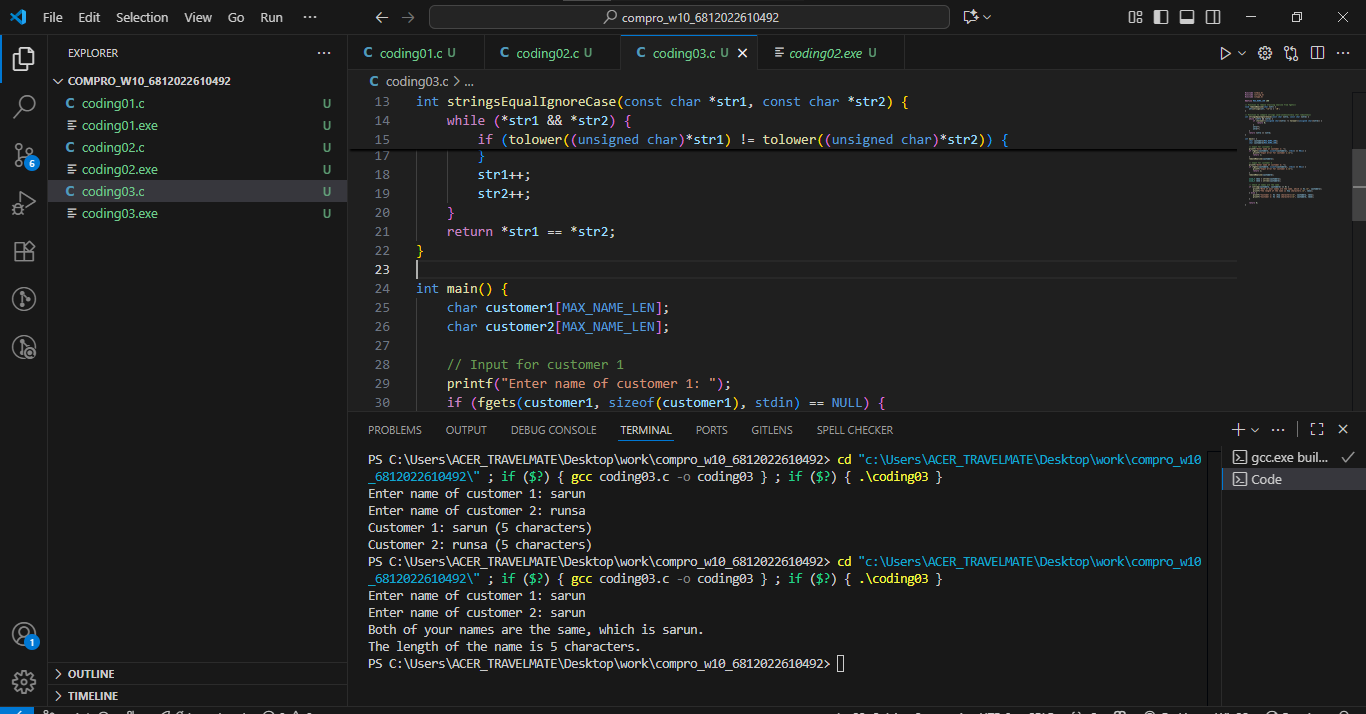 File Edit Selection View Go Run ···
compro_w10_6812022610492
EXPLORER
COMPRO_W10_6812022610492
coding01.c U
coding01.exe U
coding02.c U
coding02.exe U
coding03.c U
coding03.exe U
OUTLINE
TIMELINE
6
1
coding01.c U coding02.c U coding03.c U coding02.exe U
coding03.c > ...
13 int stringsEqualIgnoreCase(const char *str1, const char *str2) {
14 while (*str1 && *str2) {
15 if (tolower((unsigned char)*str1) != tolower((unsigned char)*str2)) {
17 }
18 str1++;
19 str2++;
20 }
21 return *str1 == *str2;
22 }
23
24 int main() {
25 char customer1[MAX_NAME_LEN];
26 char customer2[MAX_NAME_LEN];
27
28 // Input for customer 1
29 printf("Enter name of customer 1: ");
30 if (fgets(customer1, sizeof(customer1), stdin) == NULL) {
PROBLEMS OUTPUT DEBUG CONSOLE TERMINAL PORTS GITLENS SPELL CHECKER
PS C:\Users\ACER_TRAVELMATE\Desktop\work\compro_w10_6812022610492> cd "c:\Users\ACER_TRAVELMATE\Desktop\work\compro_w10
_6812022610492\" ; if ($?) { gcc coding03.c -o coding03 } ; if ($?) { .\coding03 }
Enter name of customer 1: sarun
Enter name of customer 2: runsa
Customer 1: sarun (5 characters)
Customer 2: runsa (5 characters)
PS C:\Users\ACER_TRAVELMATE\Desktop\work\compro_w10_6812022610492> cd "c:\Users\ACER_TRAVELMATE\Desktop\work\compro_w10
_6812022610492\" ; if ($?) { gcc coding03.c -o coding03 } ; if ($?) { .\coding03 }
Enter name of customer 1: sarun
Enter name of customer 2: sarun
Both of your names are the same, which is sarun.
The length of the name is 5 characters.
PS C:\Users\ACER_TRAVELMATE\Desktop\work\compro_w10_6812022610492>
gcc.exe buil...
Code